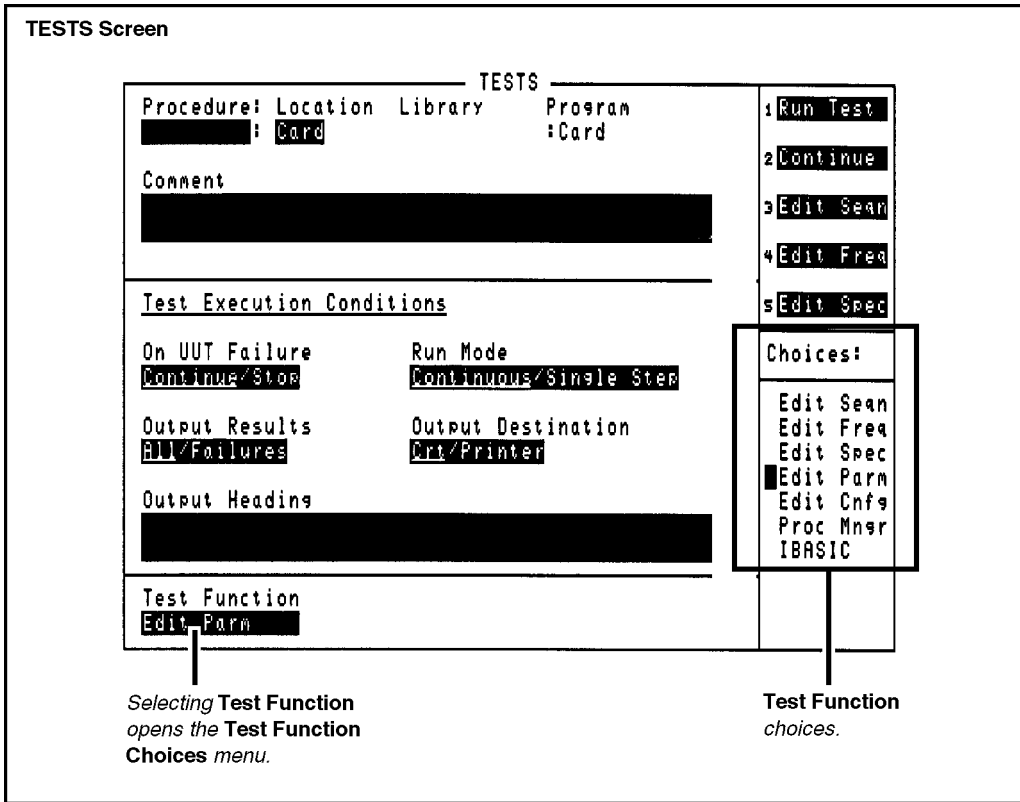 TESTS Screen
TESTS
Procedure: Location Library Program
: Card :Card
Comment
Test Execution Conditions
On UUT Failure Run Mode
Continue/Stop Continuous/Single Step
Output Results Output Destination
All/Failures Crt/Printer
Output Heading
Test Function
Edit Parm
1 Run Test
2 Continue
3 Edit Seqn
4 Edit Freq
5 Edit Spec
Choices:
Edit Seqn
Edit Freq
Edit Spec
Edit Parm
Edit Cnfg
Proc Mngr
IBASIC
Selecting Test Function
opens the Test Function
Choices menu.
Test Function
choices.